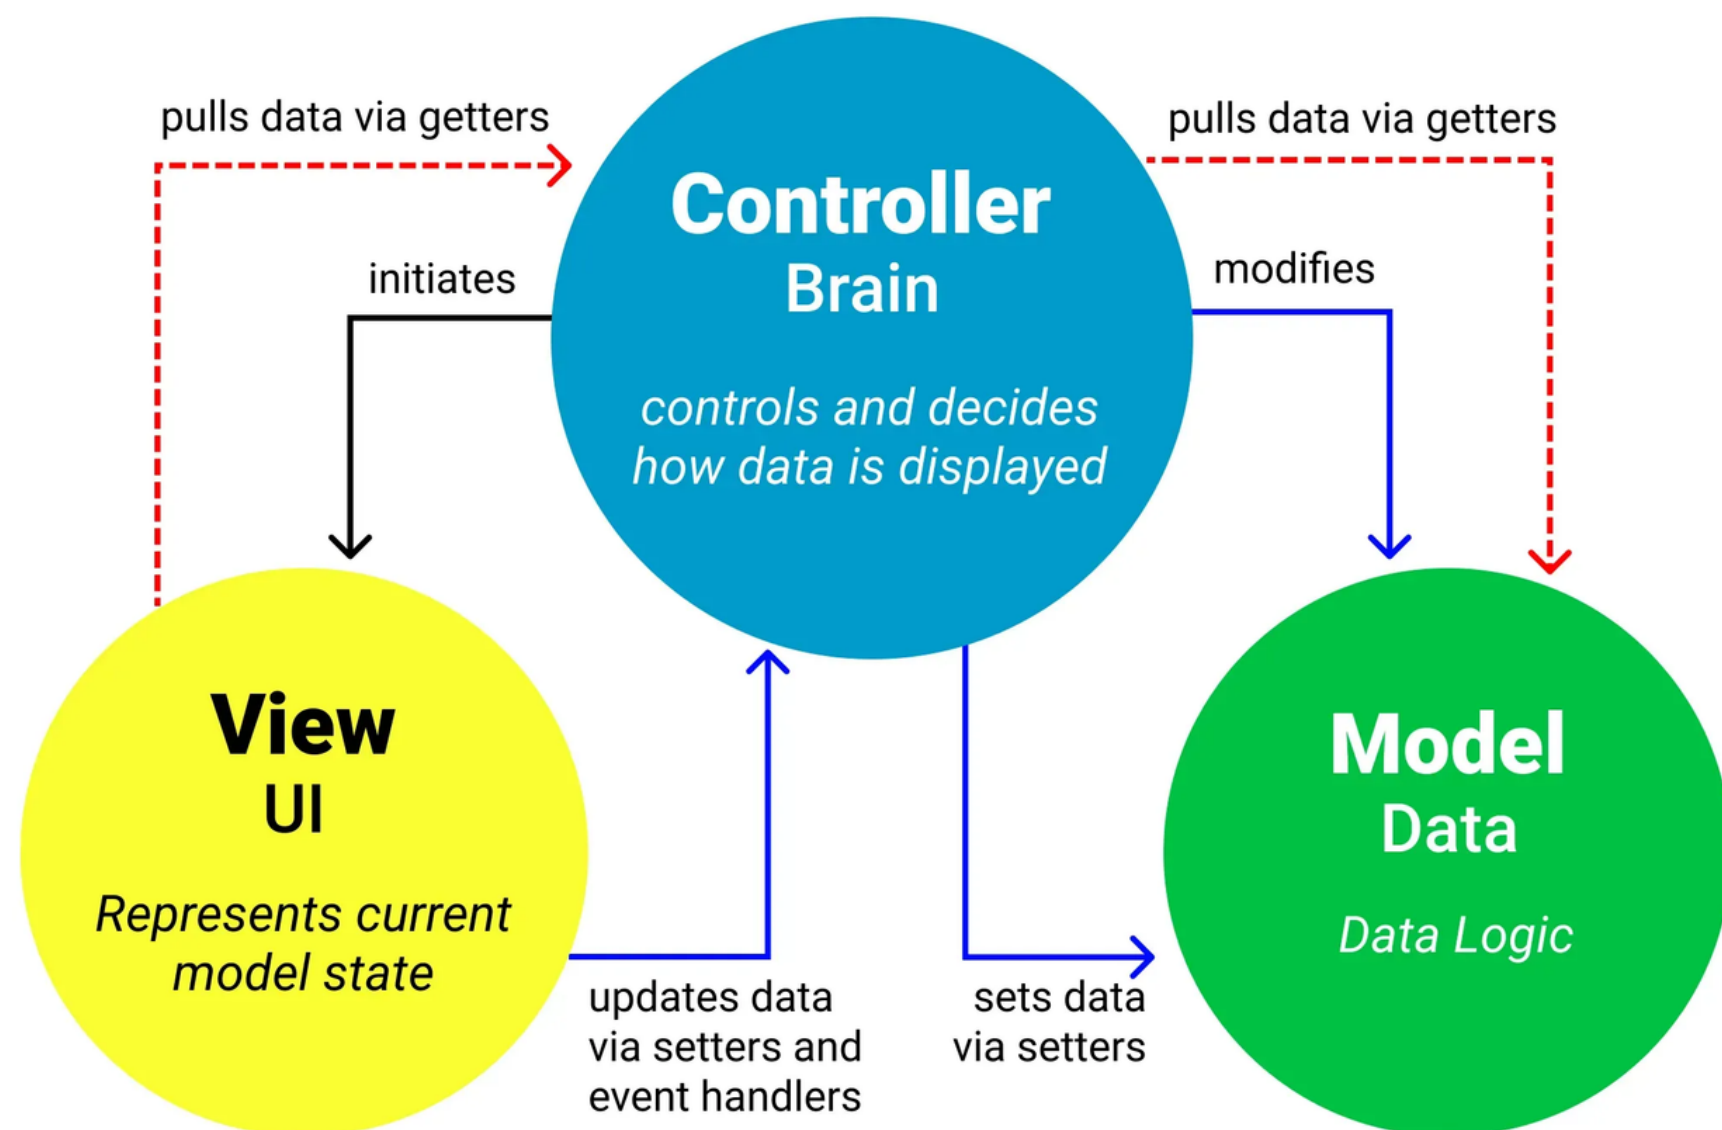 pulls data via getters
pulls data via getters
Controller
Brain
initiates
modifies
controls and decides
how data is displayed
View
UI
Represents current
model state
Model
Data
Data Logic
updates data
via setters and
event handlers
sets data
via setters